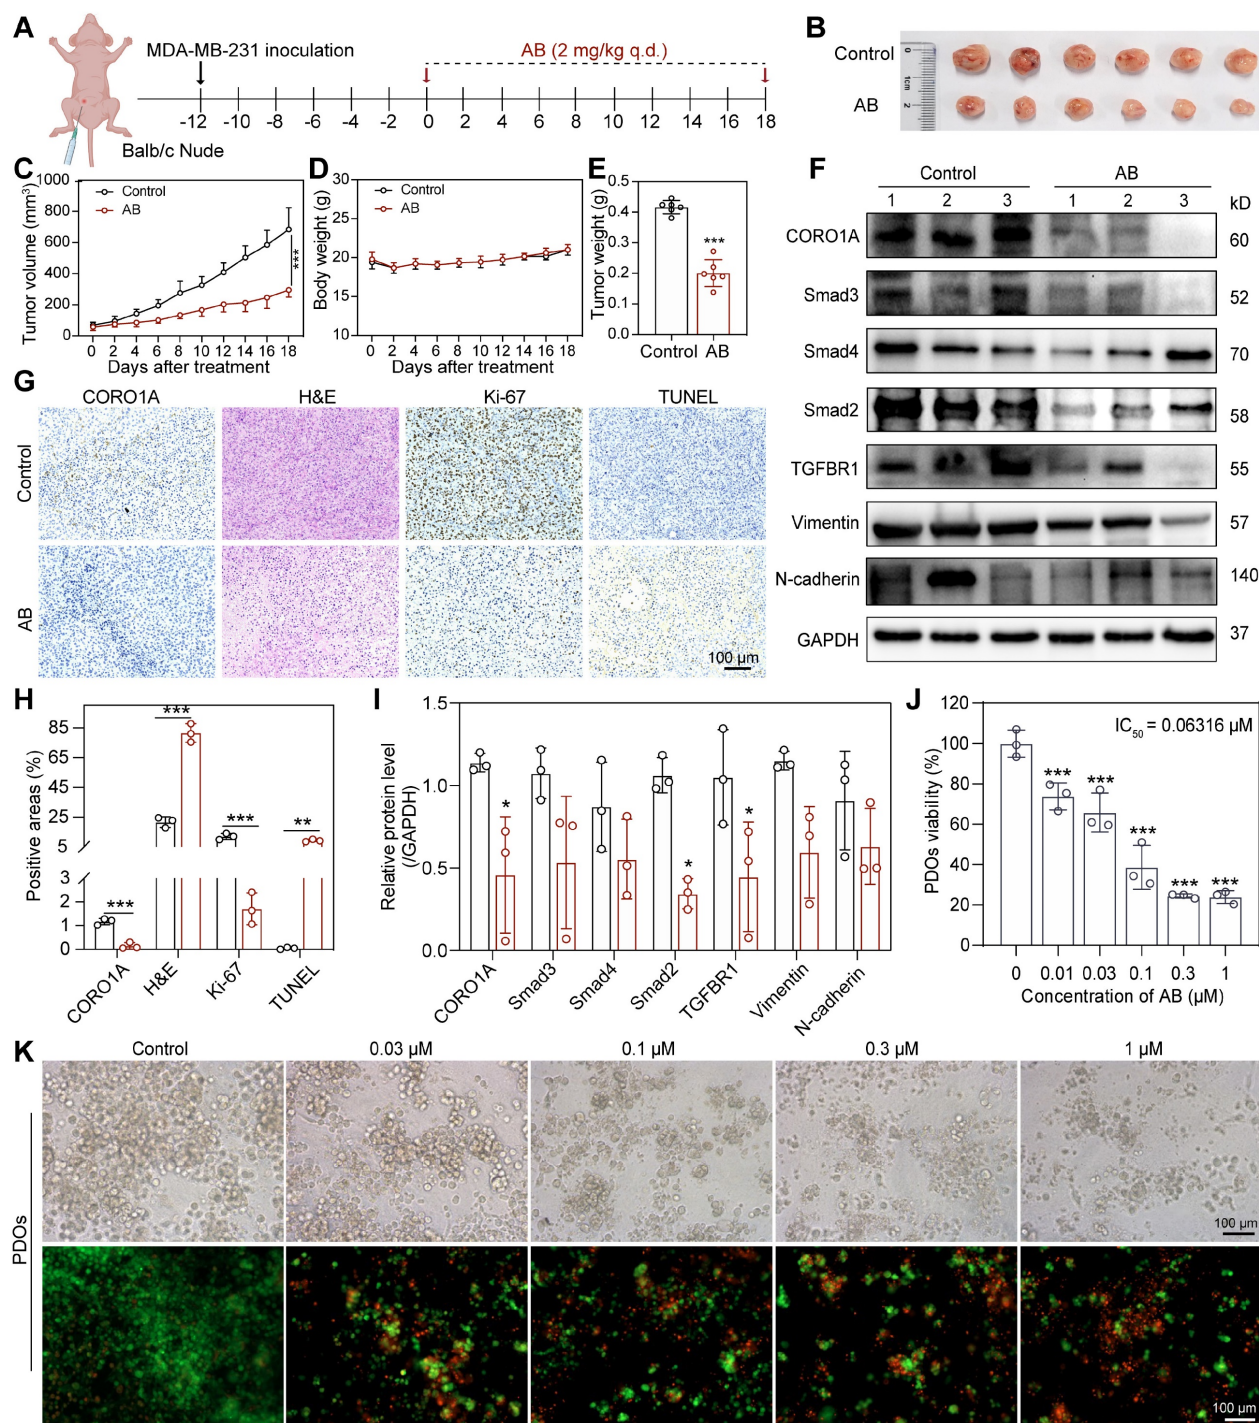 A
MDA-MB-231 inoculation
AB (2 mg/kg q.d.)
-12 -10 -8 -6 -4 -2 0 2 4 6 8 10 12 14 16 18
Balb/c Nude
B
Control
AB
0
1cm
2
C
Tumor volume (mm³)
1000
800
600
400
200
0
Control
AB
***
0 2 4 6 8 10 12 14 16 18
Days after treatment
D
Body weight (g)
30
25
20
15
10
Control
AB
0 2 4 6 8 10 12 14 16 18
Days after treatment
E
Tumor weight (g)
0.5
0.4
0.3
0.2
0.1
0.0
***
Control AB
F
Control AB
1 2 3 1 2 3 kD
CORO1A 60
Smad3 52
Smad4 70
Smad2 58
TGFBR1 55
Vimentin 57
N-cadherin 140
GAPDH 37
G
CORO1A H&E Ki-67 TUNEL
Control
AB
100 µm
H
Positive areas (%)
85
65
45
25
5
3
2
1
0
*** *** *** **
CORO1A H&E Ki-67 TUNEL
I
Relative protein level
(/GAPDH)
1.5
1.0
0.5
0.0
* * *
CORO1A Smad3 Smad4 Smad2 TGFBR1 Vimentin N-cadherin
J
PDOs viability (%)
120
100
80
60
40
20
0
IC50 = 0.06316 µM
*** *** *** *** ***
0 0.01 0.03 0.1 0.3 1
Concentration of AB (µM)
K
Control 0.03 µM 0.1 µM 0.3 µM 1 µM
PDOs
100 µm
100 µm